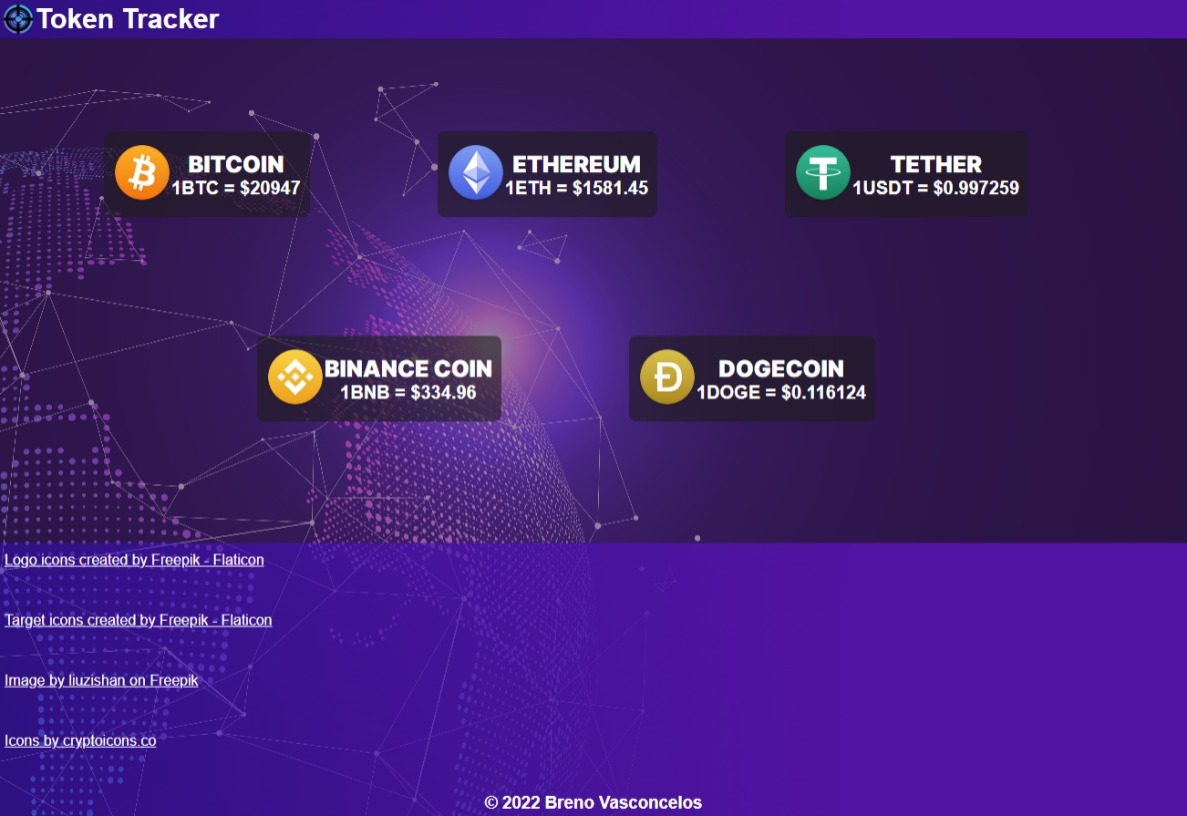 Token Tracker
BITCOIN
1BTC = $20947
ETHEREUM
1ETH = $1581.45
TETHER
1USDT = $0.997259
BINANCE COIN
1BNB = $334.96
DOGECOIN
1DOGE = $0.116124
Logo icons created by Freepik - Flaticon
Target icons created by Freepik - Flaticon
Image by liuzishan on Freepik
Icons by cryptoicons.co
© 2022 Breno Vasconcelos